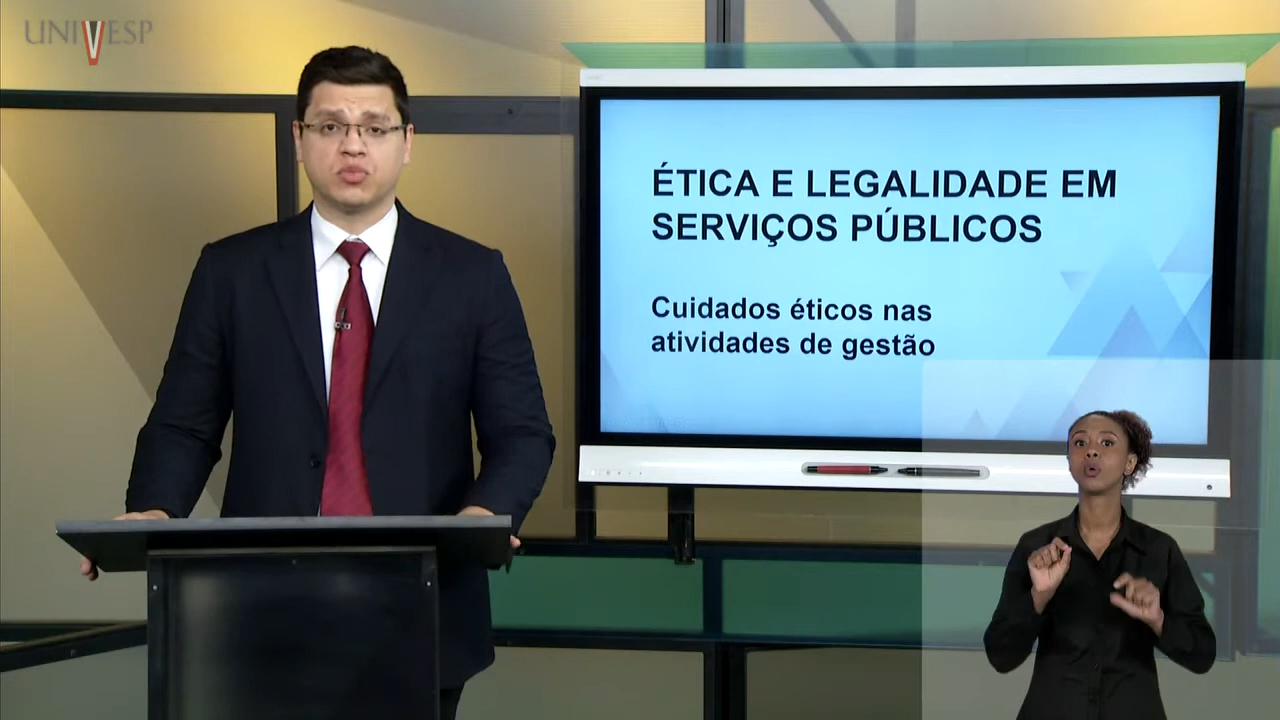 UNIVESP
ÉTICA E LEGALIDADE EM
SERVIÇOS PÚBLICOS
Cuidados éticos nas
atividades de gestão